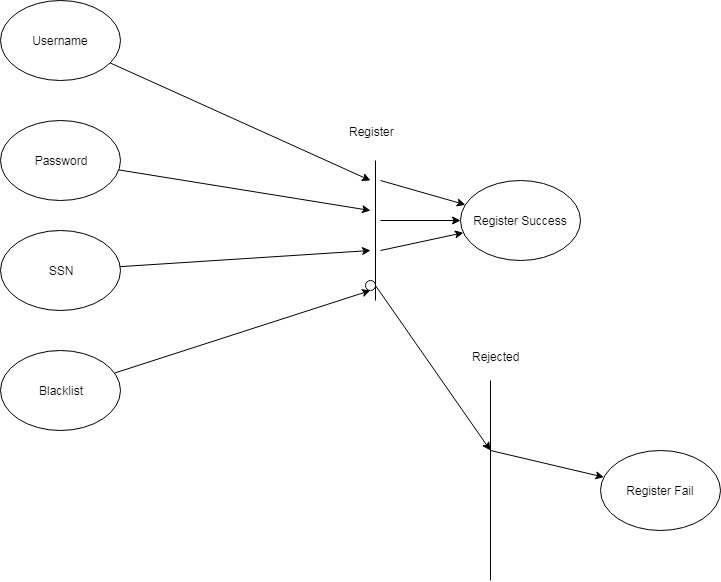 Username
Register
Password
Register Success
SSN
Rejected
Blacklist
Register Fail